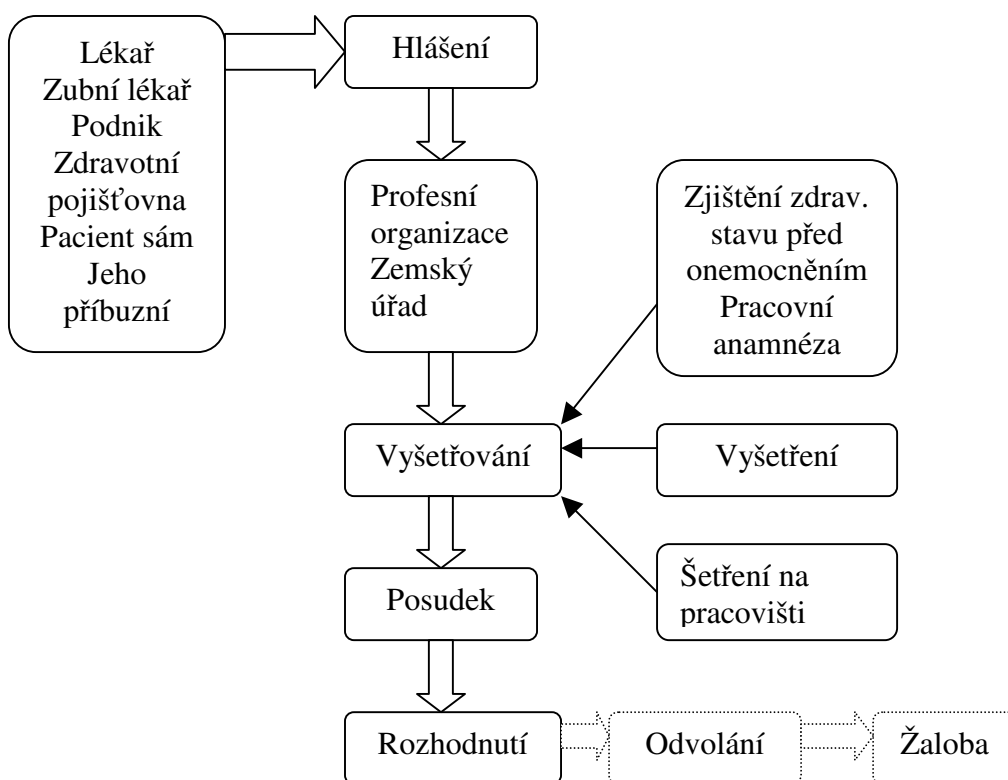 Lékař
Zubní lékař
Podnik
Zdravotní
pojišťovna
Pacient sám
Jeho
příbuzní
Hlášení
Profesní
organizace
Zemský
úřad
Zjištění zdrav.
stavu před
onemocněním
Pracovní
anamnéza
Vyšetřování
Vyšetření
Šetření na
pracovišti
Posudek
Rozhodnutí
Odvolání
Žaloba